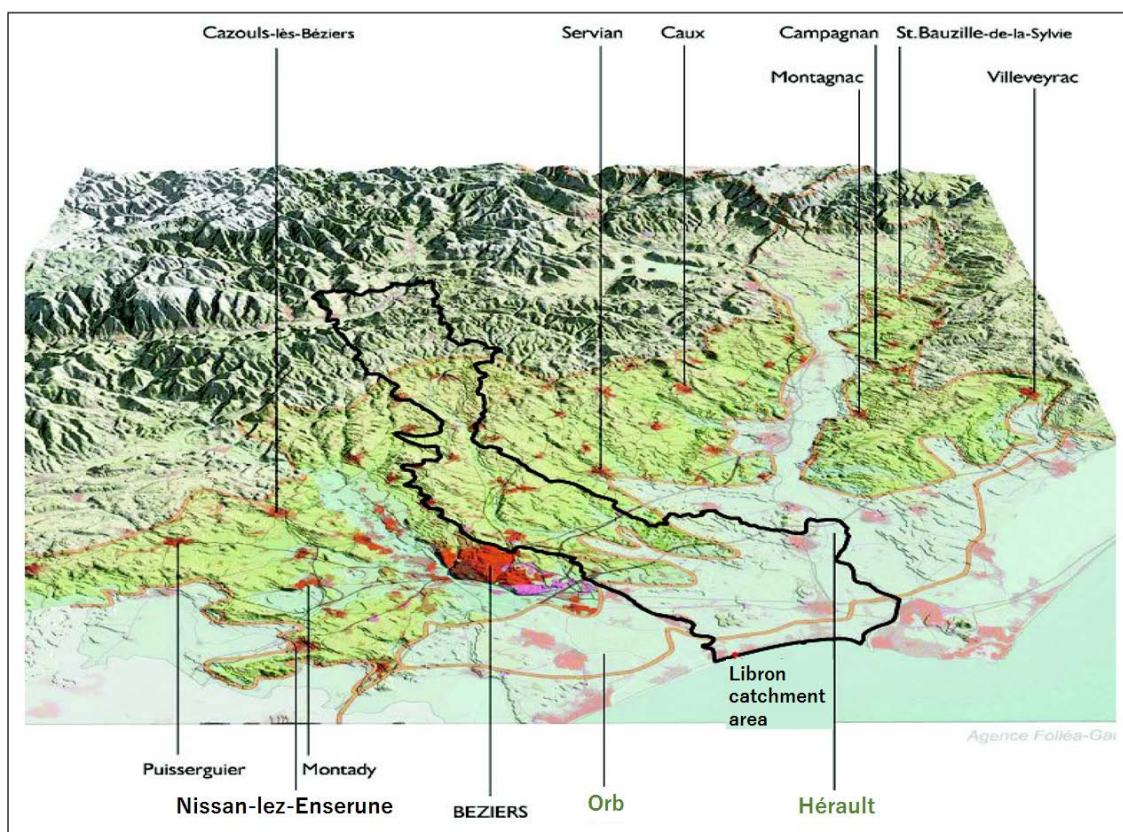 Cazouls-lès-Béziers
Servian
Caux
Campagnan
St.Bauzille-de-la-Sylvie
Montagnac
Villeveyrac
Libron
catchment
area
Agence Folléa-Gau
Puisserguier
Montady
Nissan-lez-Enserune
BEZIERS
Orb
Hérault